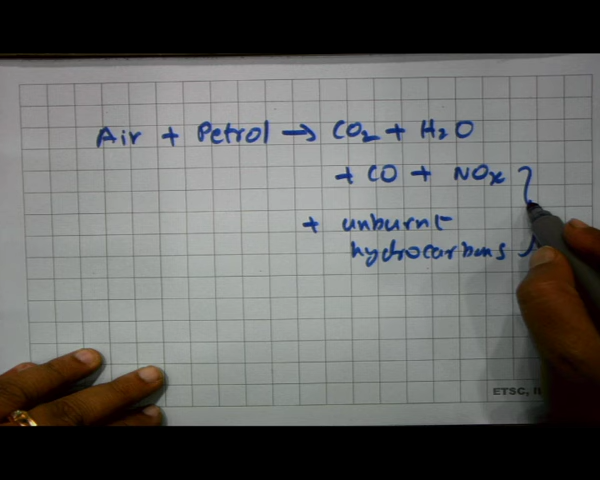 Air + Petrol → CO₂ + H₂O
+ CO + NOx
+ unburnt
hydrocarbons
ETSC, II